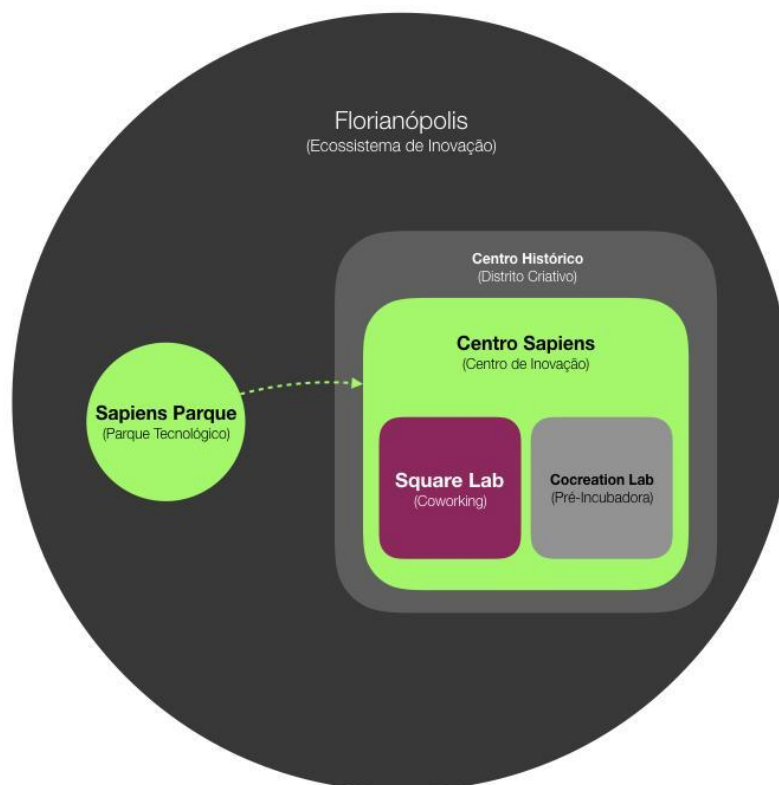 Florianópolis
(Ecossistema de Inovação)
Centro Histórico
(Distrito Criativo)
Centro Sapiens
(Centro de Inovação)
Sapiens Parque
(Parque Tecnológico)
Square Lab
(Coworking)
Cocreation Lab
(Pré-Incubadora)